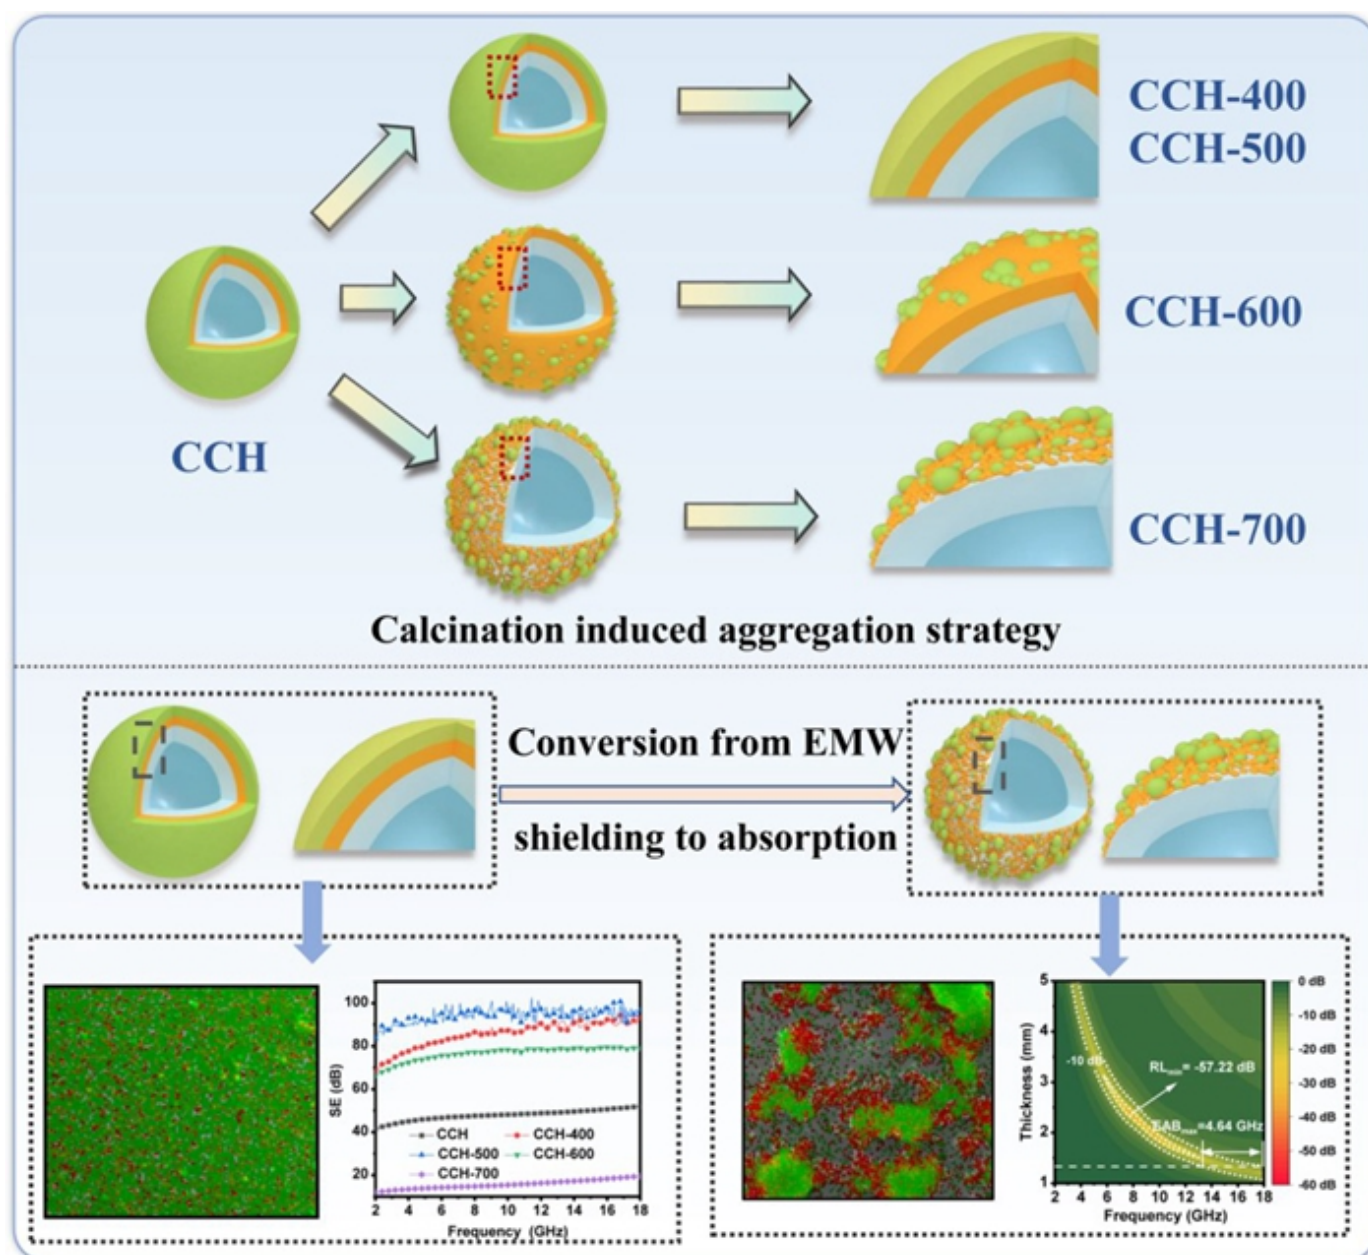 CCH-400
CCH-500
CCH-600
CCH
CCH-700
Calcination induced aggregation strategy
Conversion from EMW
shielding to absorption
100
80
60
40
20
SE (dB)
CCH
CCH-400
CCH-500
CCH-600
CCH-700
2 4 6 8 10 12 14 16 18
Frequency (GHz)
5
4
3
2
1
Thickness (mm)
-10 dB
RLmin= -57.22 dB
EABmax=4.64 GHz
2 4 6 8 10 12 14 16 18
Frequency (GHz)
0 dB
-10 dB
-20 dB
-30 dB
-40 dB
-50 dB
-60 dB